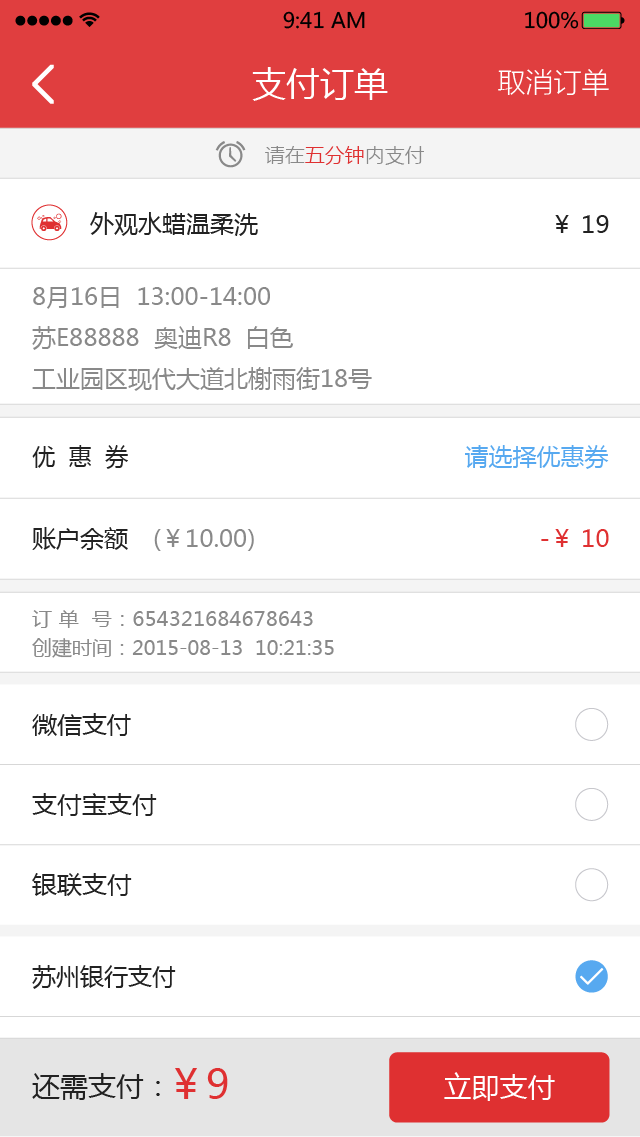 9:41 AM 100%
支付订单 取消订单
请在五分钟内支付
外观水蜡温柔洗 ¥ 19
8月16日 13:00-14:00
苏E88888 奥迪R8 白色
工业园区现代大道北榭雨街18号
优 惠 券 请选择优惠券
账户余额 (¥10.00) -¥ 10
订 单 号:654321684678643
创建时间:2015-08-13 10:21:35
微信支付
支付宝支付
银联支付
苏州银行支付
还需支付:¥9 立即支付